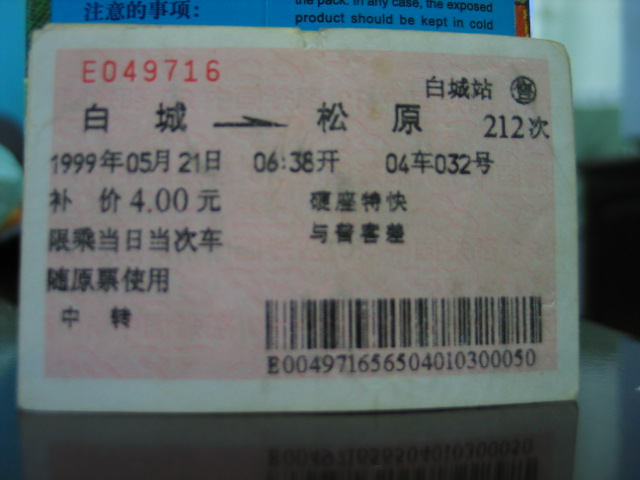 注意的事项:
the pack. In any case, the exposed
product should be kept in cold
E049716
白城站 售
白城 松原 212次
1999年05月21日 06:38开 04车032号
补价4.00元 硬座特快
限乘当日当次车 与普客差
随原票使用
中转
E004971656504010300050